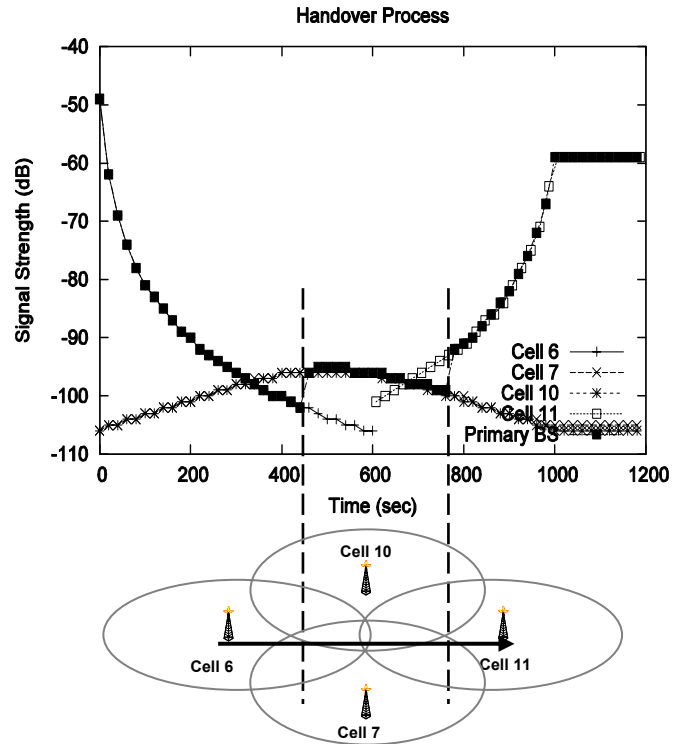 Handover Process
Signal Strength (dB)
-40
-50
-60
-70
-80
-90
-100
-110
0
200
400
600
800
1000
1200
Time (sec)
Cell 6
Cell 7
Cell 10
Cell 11
Primary BS
Cell 10
Cell 6
Cell 11
Cell 7